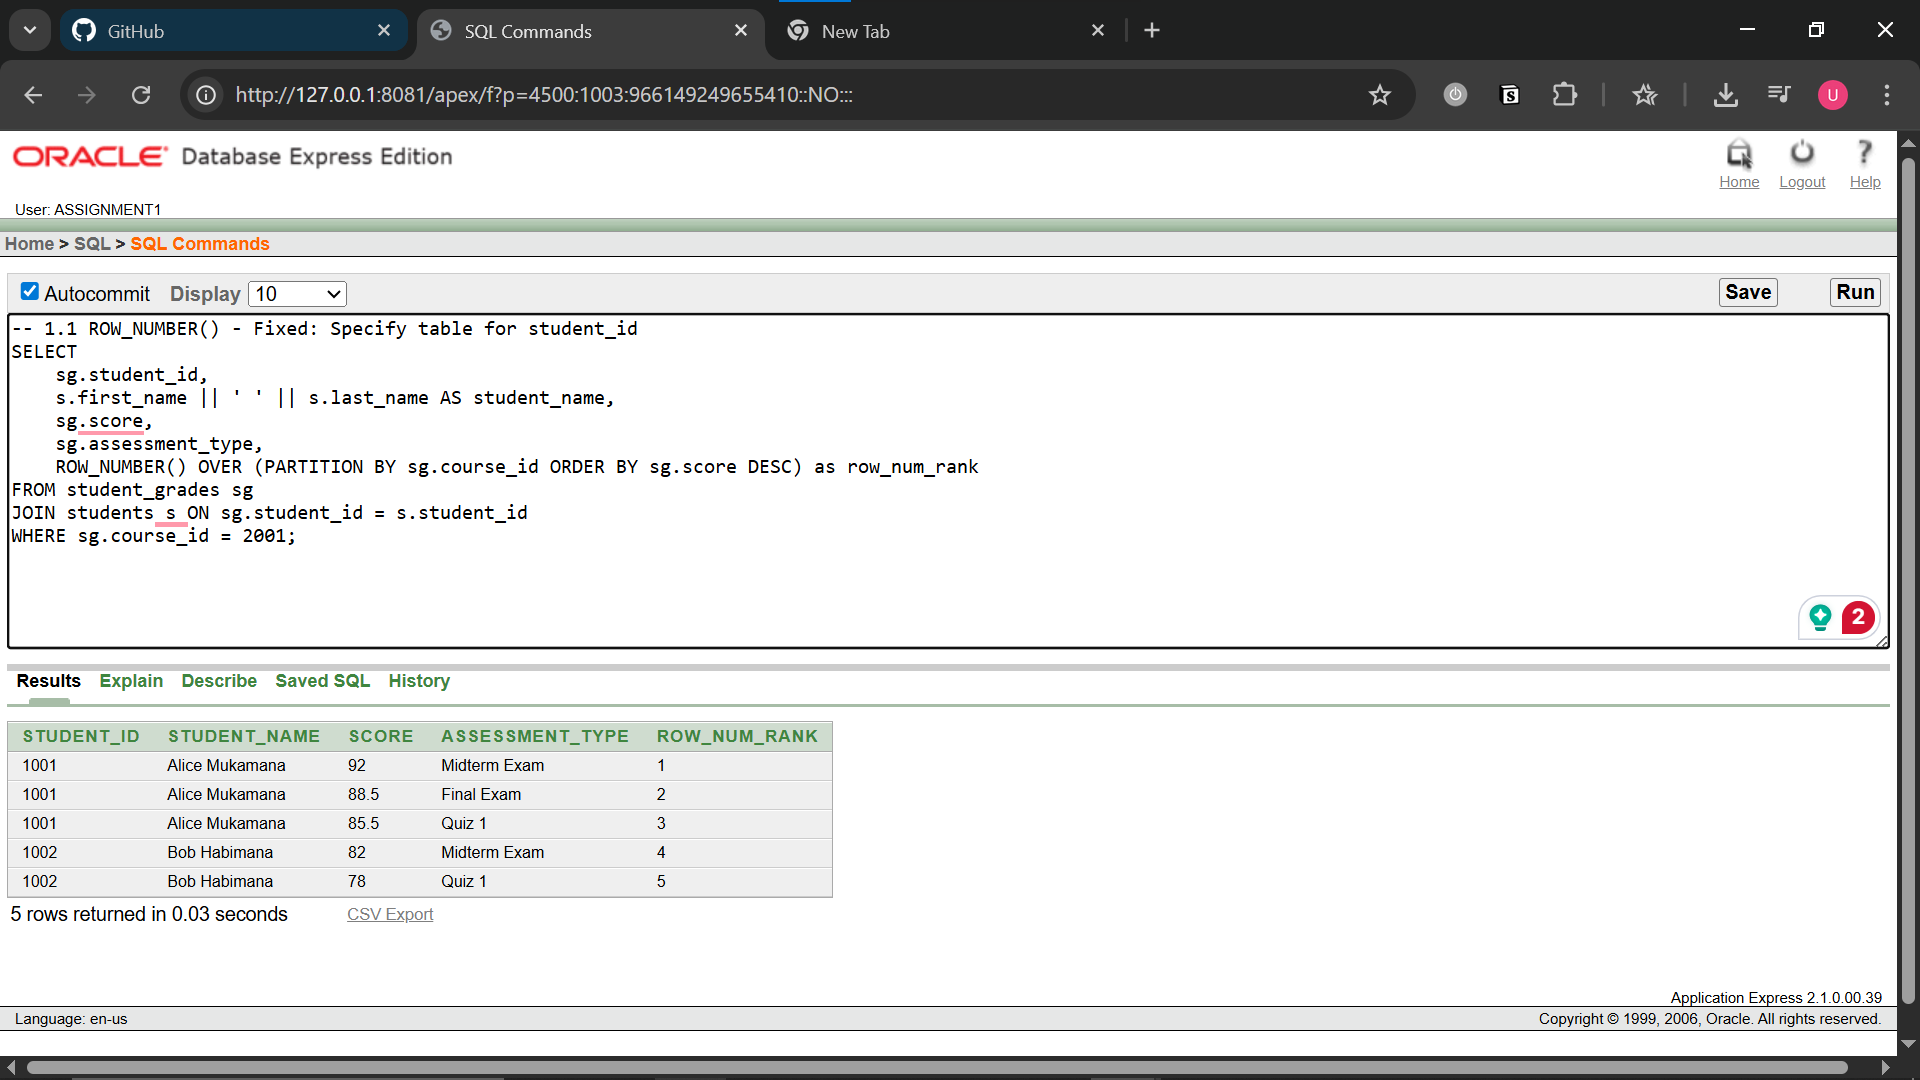 GitHub
SQL Commands
New Tab
http://127.0.0.1:8081/apex/f?p=4500:1003:966149249655410::NO:::
U
ORACLE Database Express Edition
Home
Logout
Help
User: ASSIGNMENT1
Home > SQL > SQL Commands
Autocommit Display 10
Save
Run
-- 1.1 ROW_NUMBER() - Fixed: Specify table for student_id
SELECT
    sg.student_id,
    s.first_name || ' ' || s.last_name AS student_name,
    sg.score,
    sg.assessment_type,
    ROW_NUMBER() OVER (PARTITION BY sg.course_id ORDER BY sg.score DESC) as row_num_rank
FROM student_grades sg
JOIN students s ON sg.student_id = s.student_id
WHERE sg.course_id = 2001;
2
Results Explain Describe Saved SQL History
STUDENT_ID STUDENT_NAME SCORE ASSESSMENT_TYPE ROW_NUM_RANK
1001 Alice Mukamana 92 Midterm Exam 1
1001 Alice Mukamana 88.5 Final Exam 2
1001 Alice Mukamana 85.5 Quiz 1 3
1002 Bob Habimana 82 Midterm Exam 4
1002 Bob Habimana 78 Quiz 1 5
5 rows returned in 0.03 seconds CSV Export
Application Express 2.1.0.00.39
Language: en-us
Copyright © 1999, 2006, Oracle. All rights reserved.